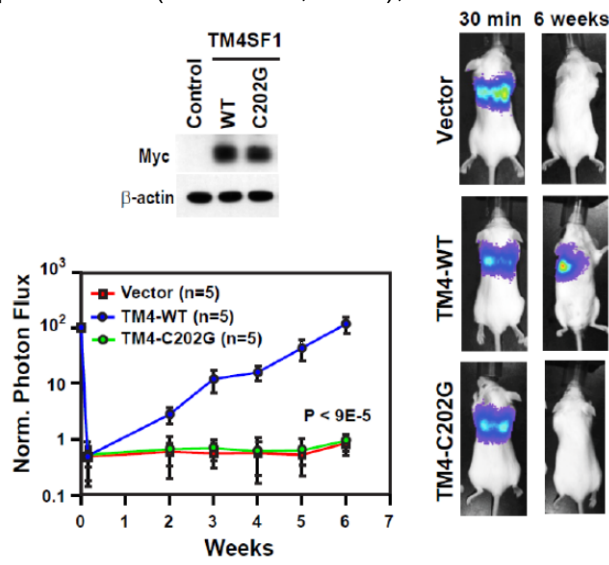 TM4SF1
Control
WT
C202G
Myc
β-actin
30 min 6 weeks
Vector
TM4-WT
TM4-C202G
Norm. Photon Flux
10³
10²
10
1
0.1
Vector (n=5)
TM4-WT (n=5)
TM4-C202G (n=5)
P < 9E-5
0 1 2 3 4 5 6 7
Weeks